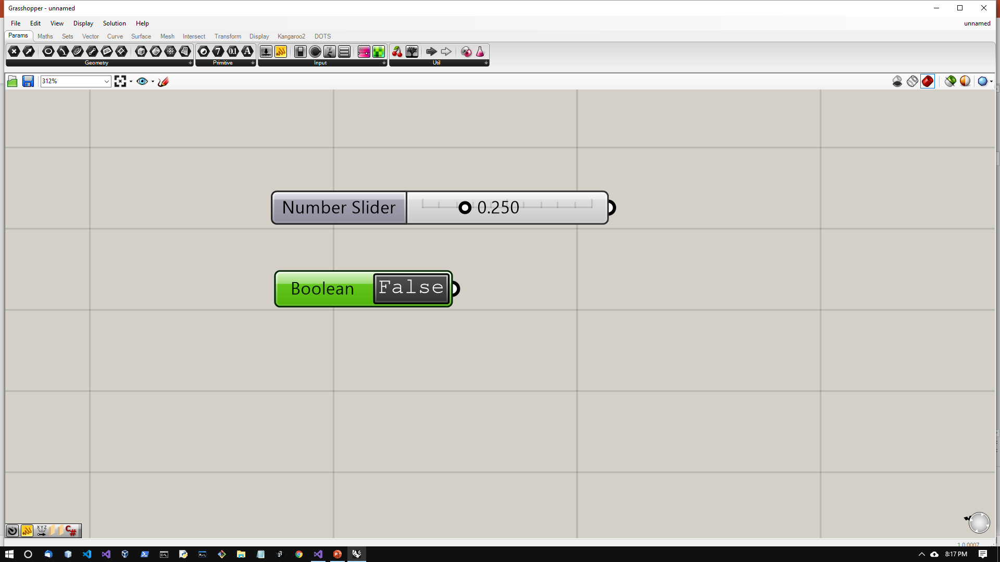 Grasshopper - unnamed
File Edit View Display Solution Help unnamed
Params Maths Sets Vector Curve Surface Mesh Intersect Transform Display Kangaroo2 DOTS
Geometry Primitive Input Util
312%
Number Slider 0.250
Boolean False
XYZ C#
1.0.0007
8:17 PM